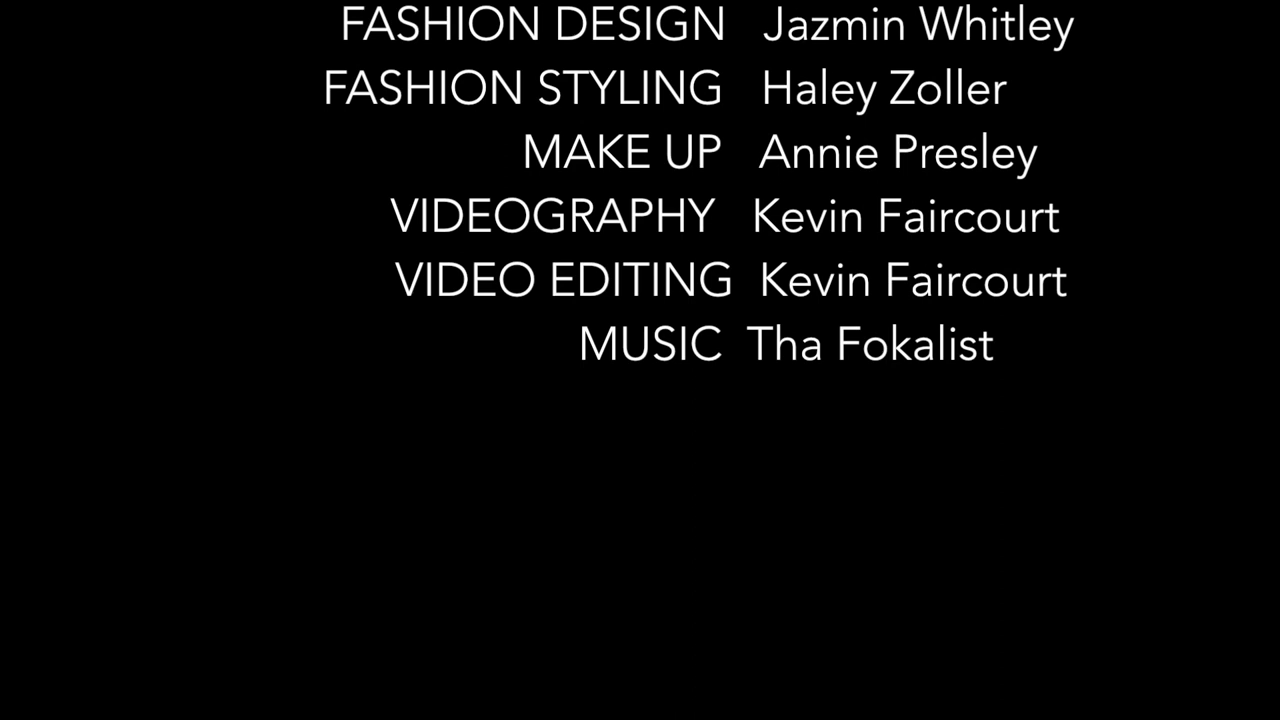 FASHION DESIGN Jazmin Whitley
FASHION STYLING Haley Zoller
MAKE UP Annie Presley
VIDEOGRAPHY Kevin Faircourt
VIDEO EDITING Kevin Faircourt
MUSIC Tha Fokalist